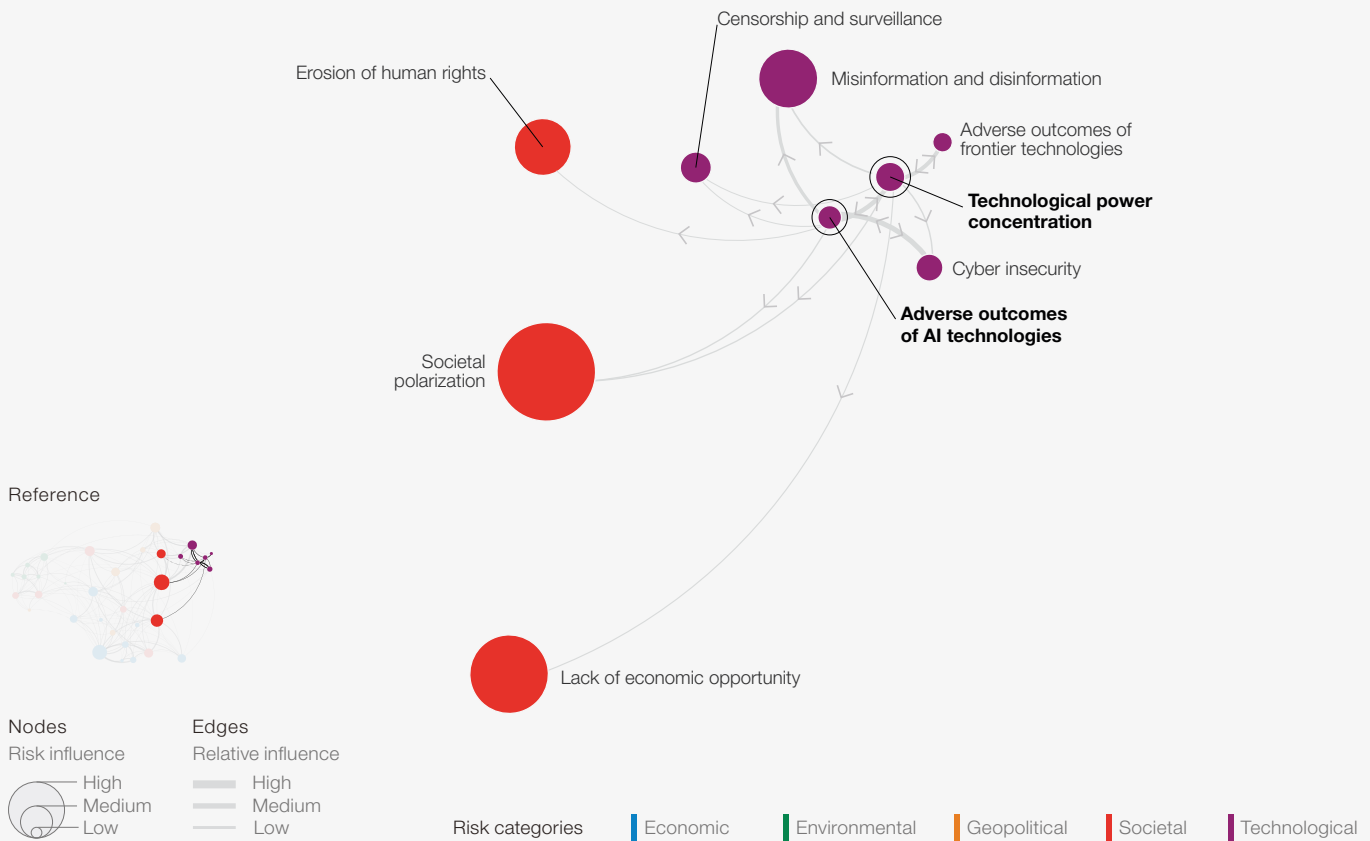 Censorship and surveillance
Erosion of human rights
Misinformation and disinformation
Adverse outcomes of
frontier technologies
Technological power
concentration
Cyber insecurity
Adverse outcomes
of AI technologies
Societal
polarization
Lack of economic opportunity
Reference
Nodes
Risk influence
High
Medium
Low
Edges
Relative influence
High
Medium
Low
Risk categories
Economic
Environmental
Geopolitical
Societal
Technological